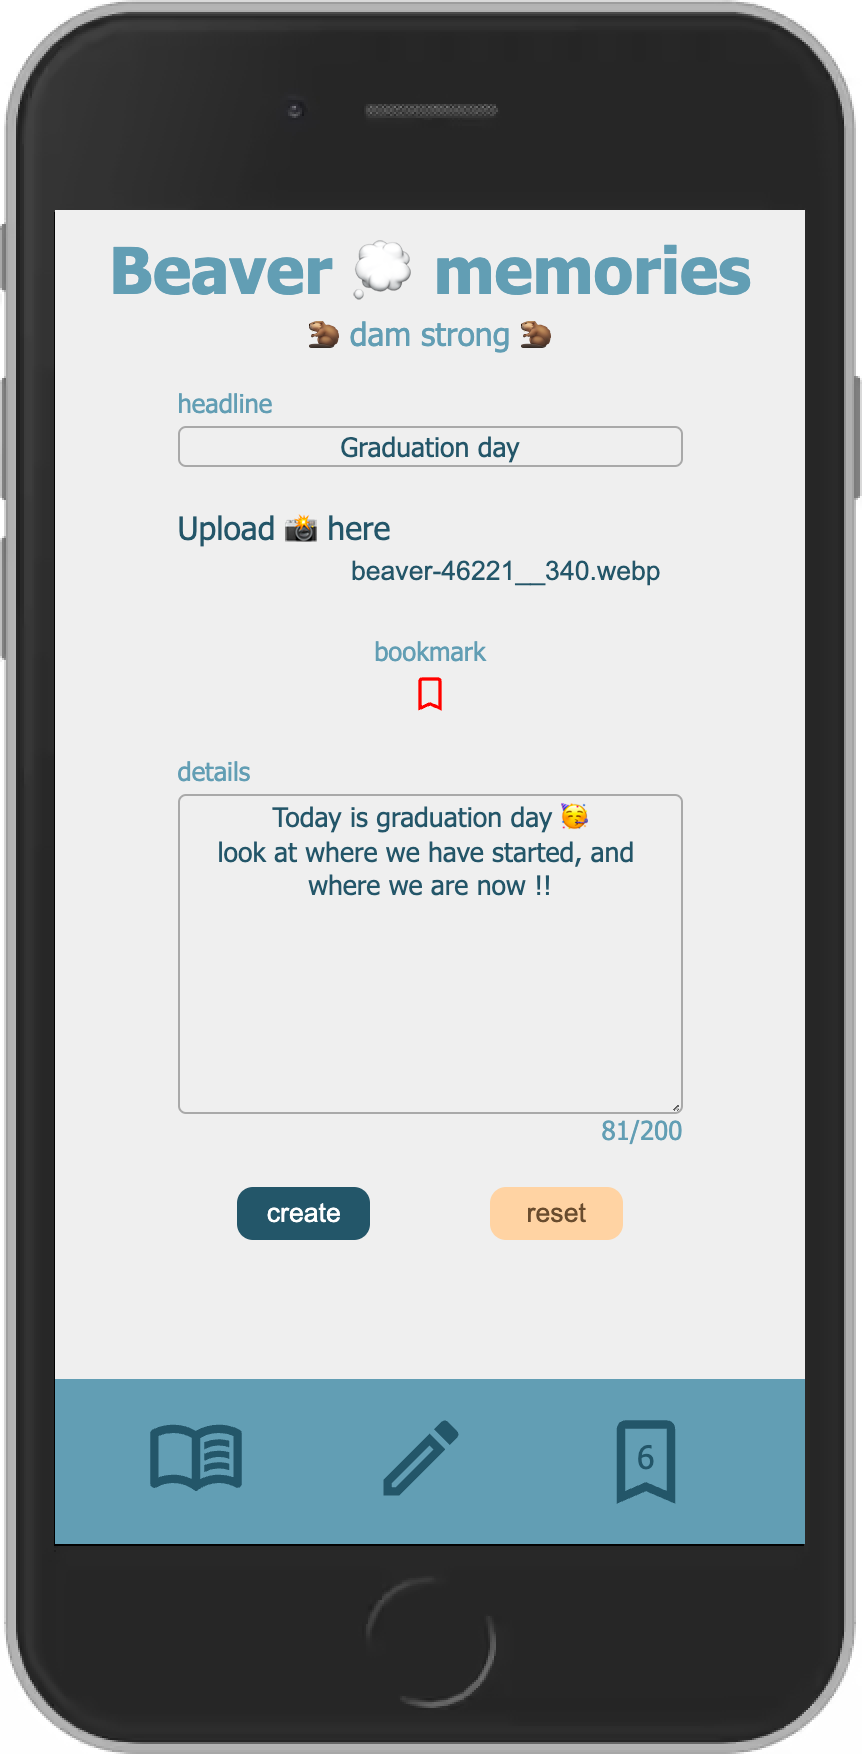 Beaver 💭 memories
🦫 dam strong 🦫
headline
Graduation day
Upload 📸 here
beaver-46221__340.webp
bookmark
details
Today is graduation day 🥳
look at where we have started, and
where we are now !!
81/200
create
reset
6